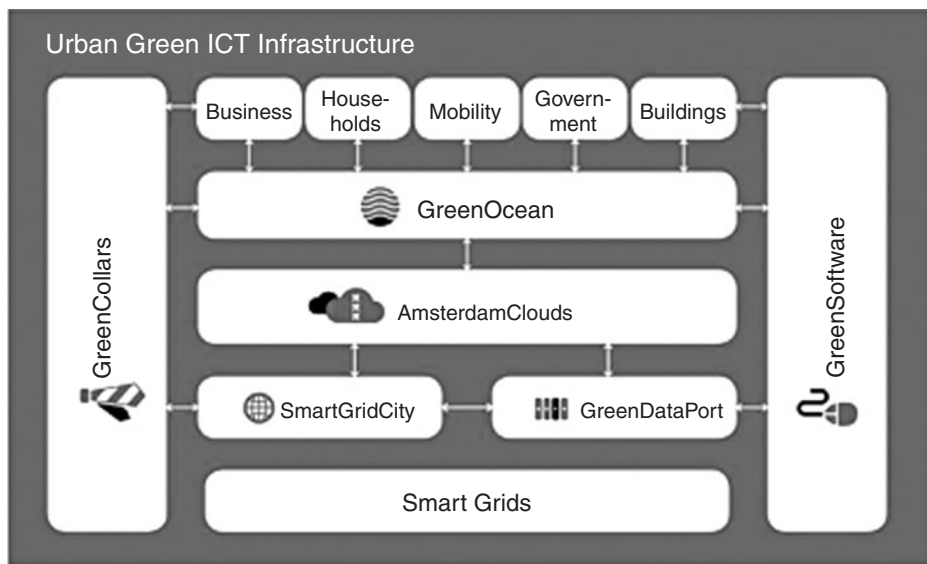 Urban Green ICT Infrastructure
Business
House-
holds
Mobility
Govern-
ment
Buildings
GreenOcean
AmsterdamClouds
GreenCollars
GreenSoftware
SmartGridCity
GreenDataPort
Smart Grids